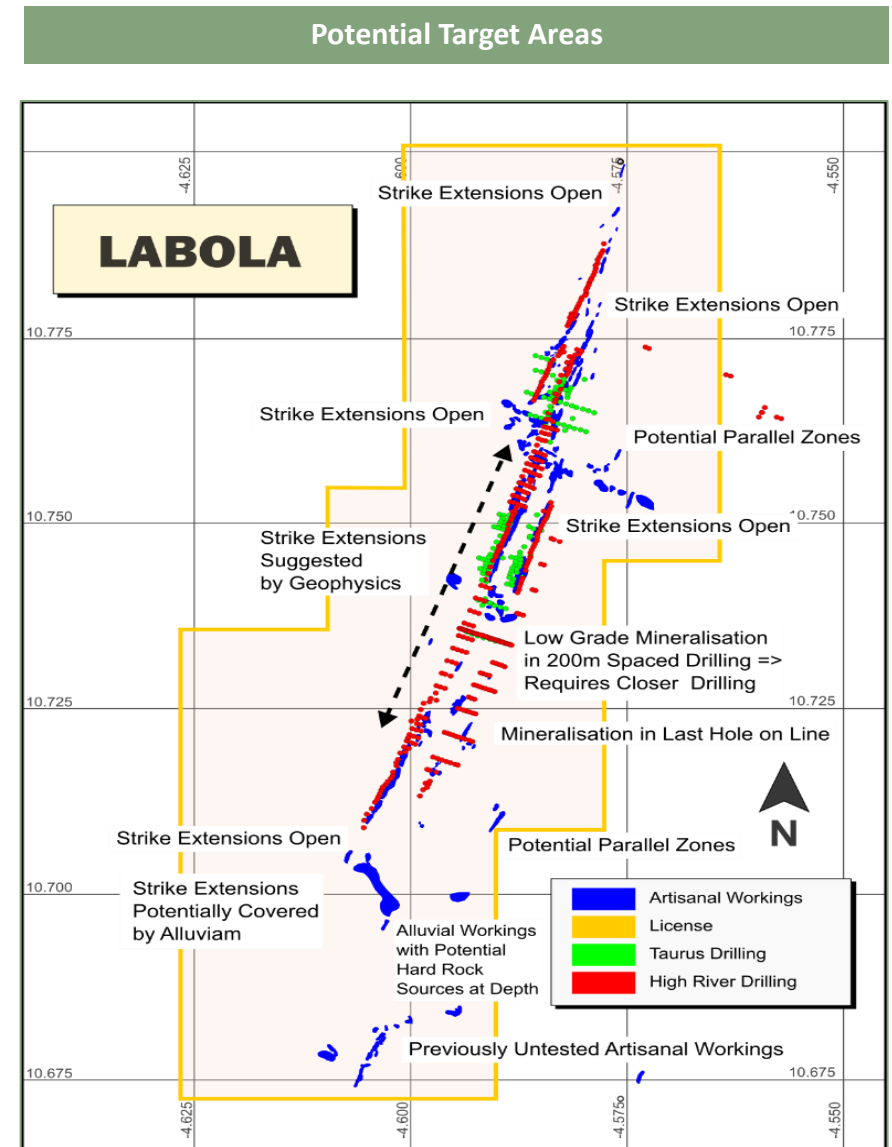 Potential Target Areas
-4.625
-4.600
-4.575
-4.550
Strike Extensions Open
LABOLA
Strike Extensions Open
10.775
10.775
Strike Extensions Open
Potential Parallel Zones
10.750
10.750
Strike Extensions Open
Strike Extensions
Suggested
by Geophysics
Low Grade Mineralisation
in 200m Spaced Drilling =>
Requires Closer Drilling
10.725
10.725
Mineralisation in Last Hole on Line
N
Strike Extensions Open
Potential Parallel Zones
10.700
Strike Extensions
Potentially Covered
by Alluviam
Artisanal Workings
License
Taurus Drilling
High River Drilling
Alluvial Workings
with Potential
Hard Rock
Sources at Depth
Previously Untested Artisanal Workings
10.675
10.675
-4.625
-4.600
-4.575
-4.550